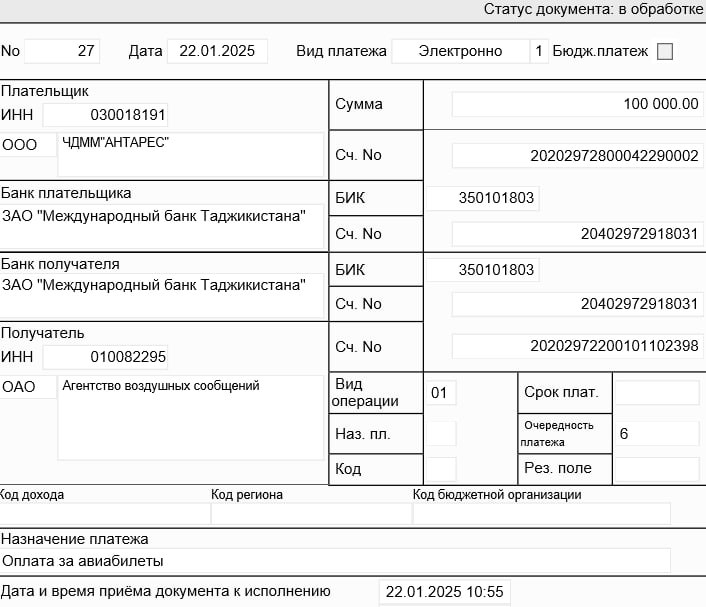 Статус документа: в обработке
No 27 Дата 22.01.2025 Вид платежа Электронно 1 Бюдж.платеж
Плательщик
ИНН 030018191
Сумма 100 000.00
ООО ЧДММ"АНТАРЕС"
Сч. No 20202972800042290002
Банк плательщика
ЗАО "Международный банк Таджикистана"
БИК 350101803
Сч. No 20402972918031
Банк получателя
ЗАО "Международный банк Таджикистана"
БИК 350101803
Сч. No 20402972918031
Получатель
ИНН 010082295
Сч. No 20202972200101102398
ОАО Агентство воздушных сообщений
Вид
операции 01 Срок плат.
Наз. пл. Очередность
платежа 6
Код Рез. поле
Код дохода Код региона Код бюджетной организации
Назначение платежа
Оплата за авиабилеты
Дата и время приёма документа к исполнению 22.01.2025 10:55